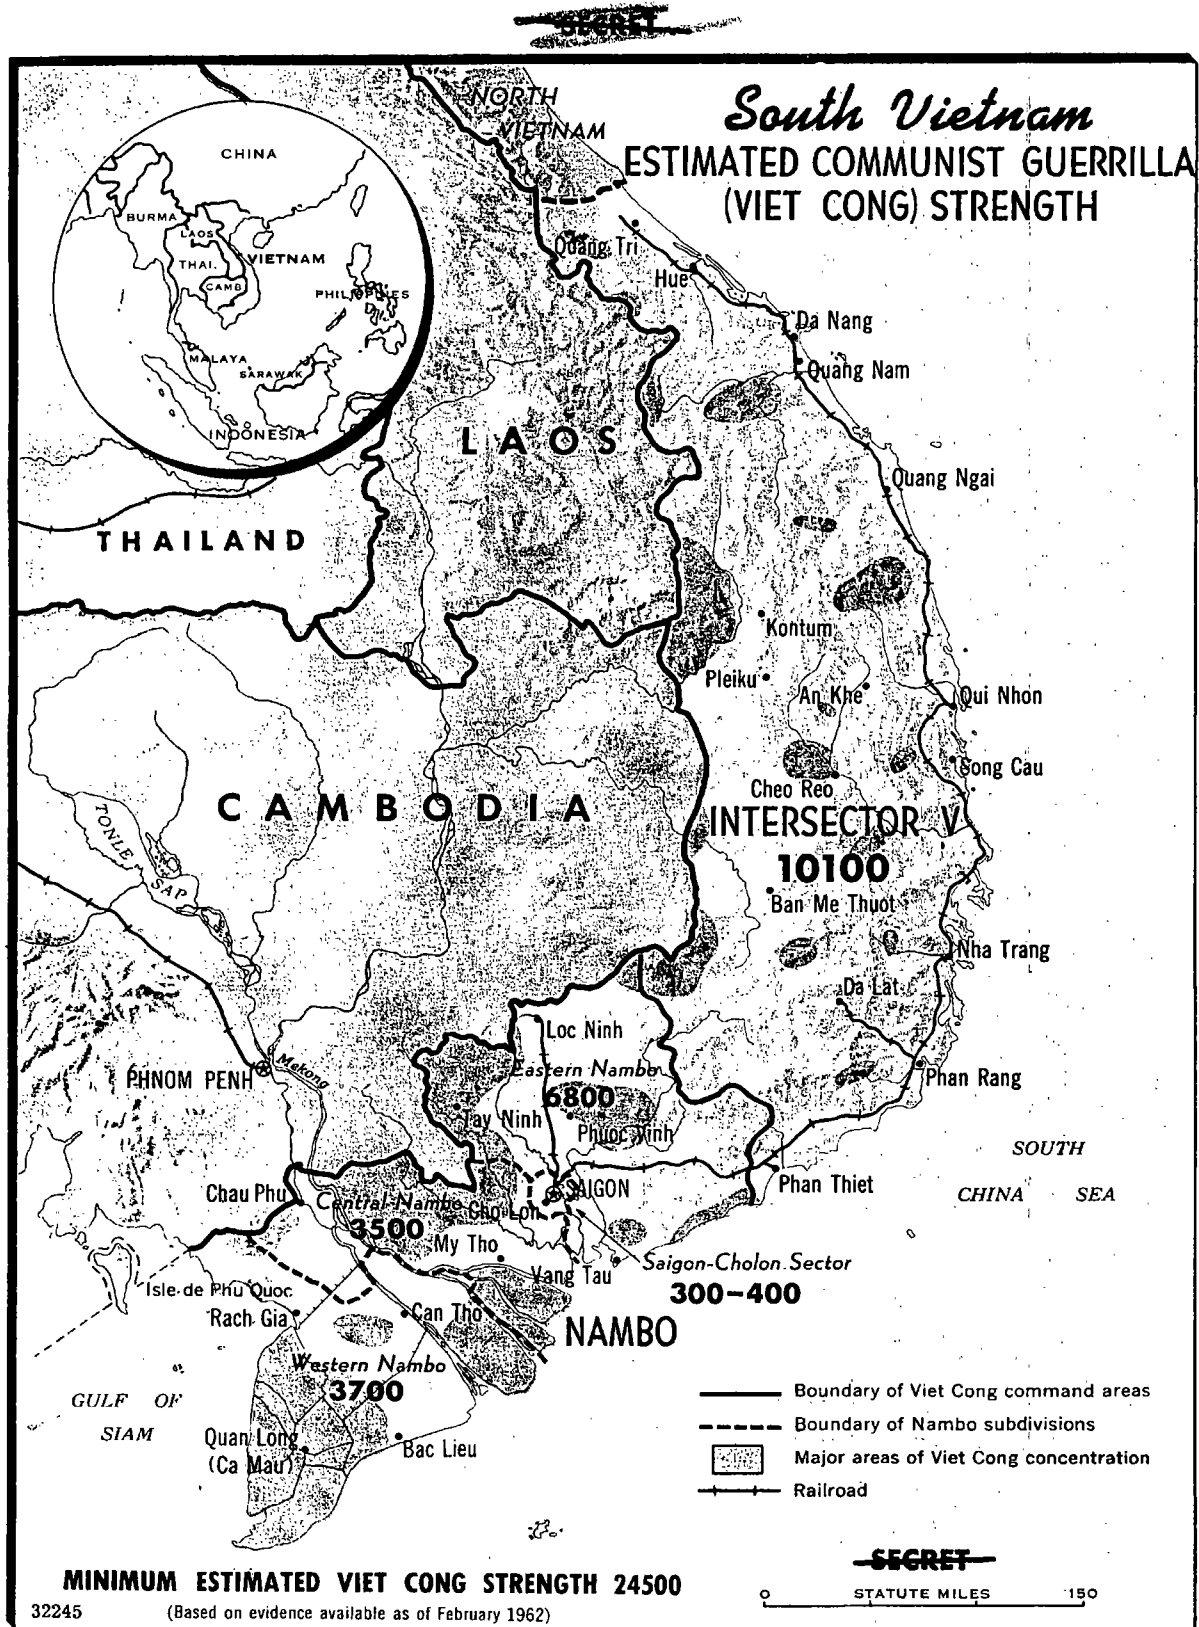 SECRET
South Vietnam
ESTIMATED COMMUNIST GUERRILLA
(VIET CONG) STRENGTH
NORTH
VIETNAM
CHINA
BURMA
LAOS
VIETNAM
THAI.
CAMB
PHILIPPINES
MALAYA
SARAWAK
INDONESIA
Quang Tri
Hue
Da Nang
Quang Nam
LAOS
Quang Ngai
THAILAND
Kontum
Pleiku
An Khe
Qui Nhon
Song Cau
Cheo Reo
CAMBODIA
TONLE SAP
INTERSECTOR V
10100
Ban Me Thuot
Nha Trang
Da Lat
Loc Ninh
PHNOM PENH
Mekong
Eastern Nambo
6800
Phan Rang
Tay Ninh
Phuoc Vinh
SOUTH
CHINA SEA
Phan Thiet
SAIGON
Chau Phu
Central Nambo
3500
Cho Lon
My Tho
Vang Tau
Saigon-Cholon Sector
300-400
Isle de Phu Quoc
Rach Gia
Can Tho
NAMBO
Western Nambo
3700
GULF OF
SIAM
Quan Long
(Ca Mau)
Bac Lieu
Boundary of Viet Cong command areas
Boundary of Nambo subdivisions
Major areas of Viet Cong concentration
Railroad
SECRET
MINIMUM ESTIMATED VIET CONG STRENGTH 24500
0 STATUTE MILES 150
32245 (Based on evidence available as of February 1962)